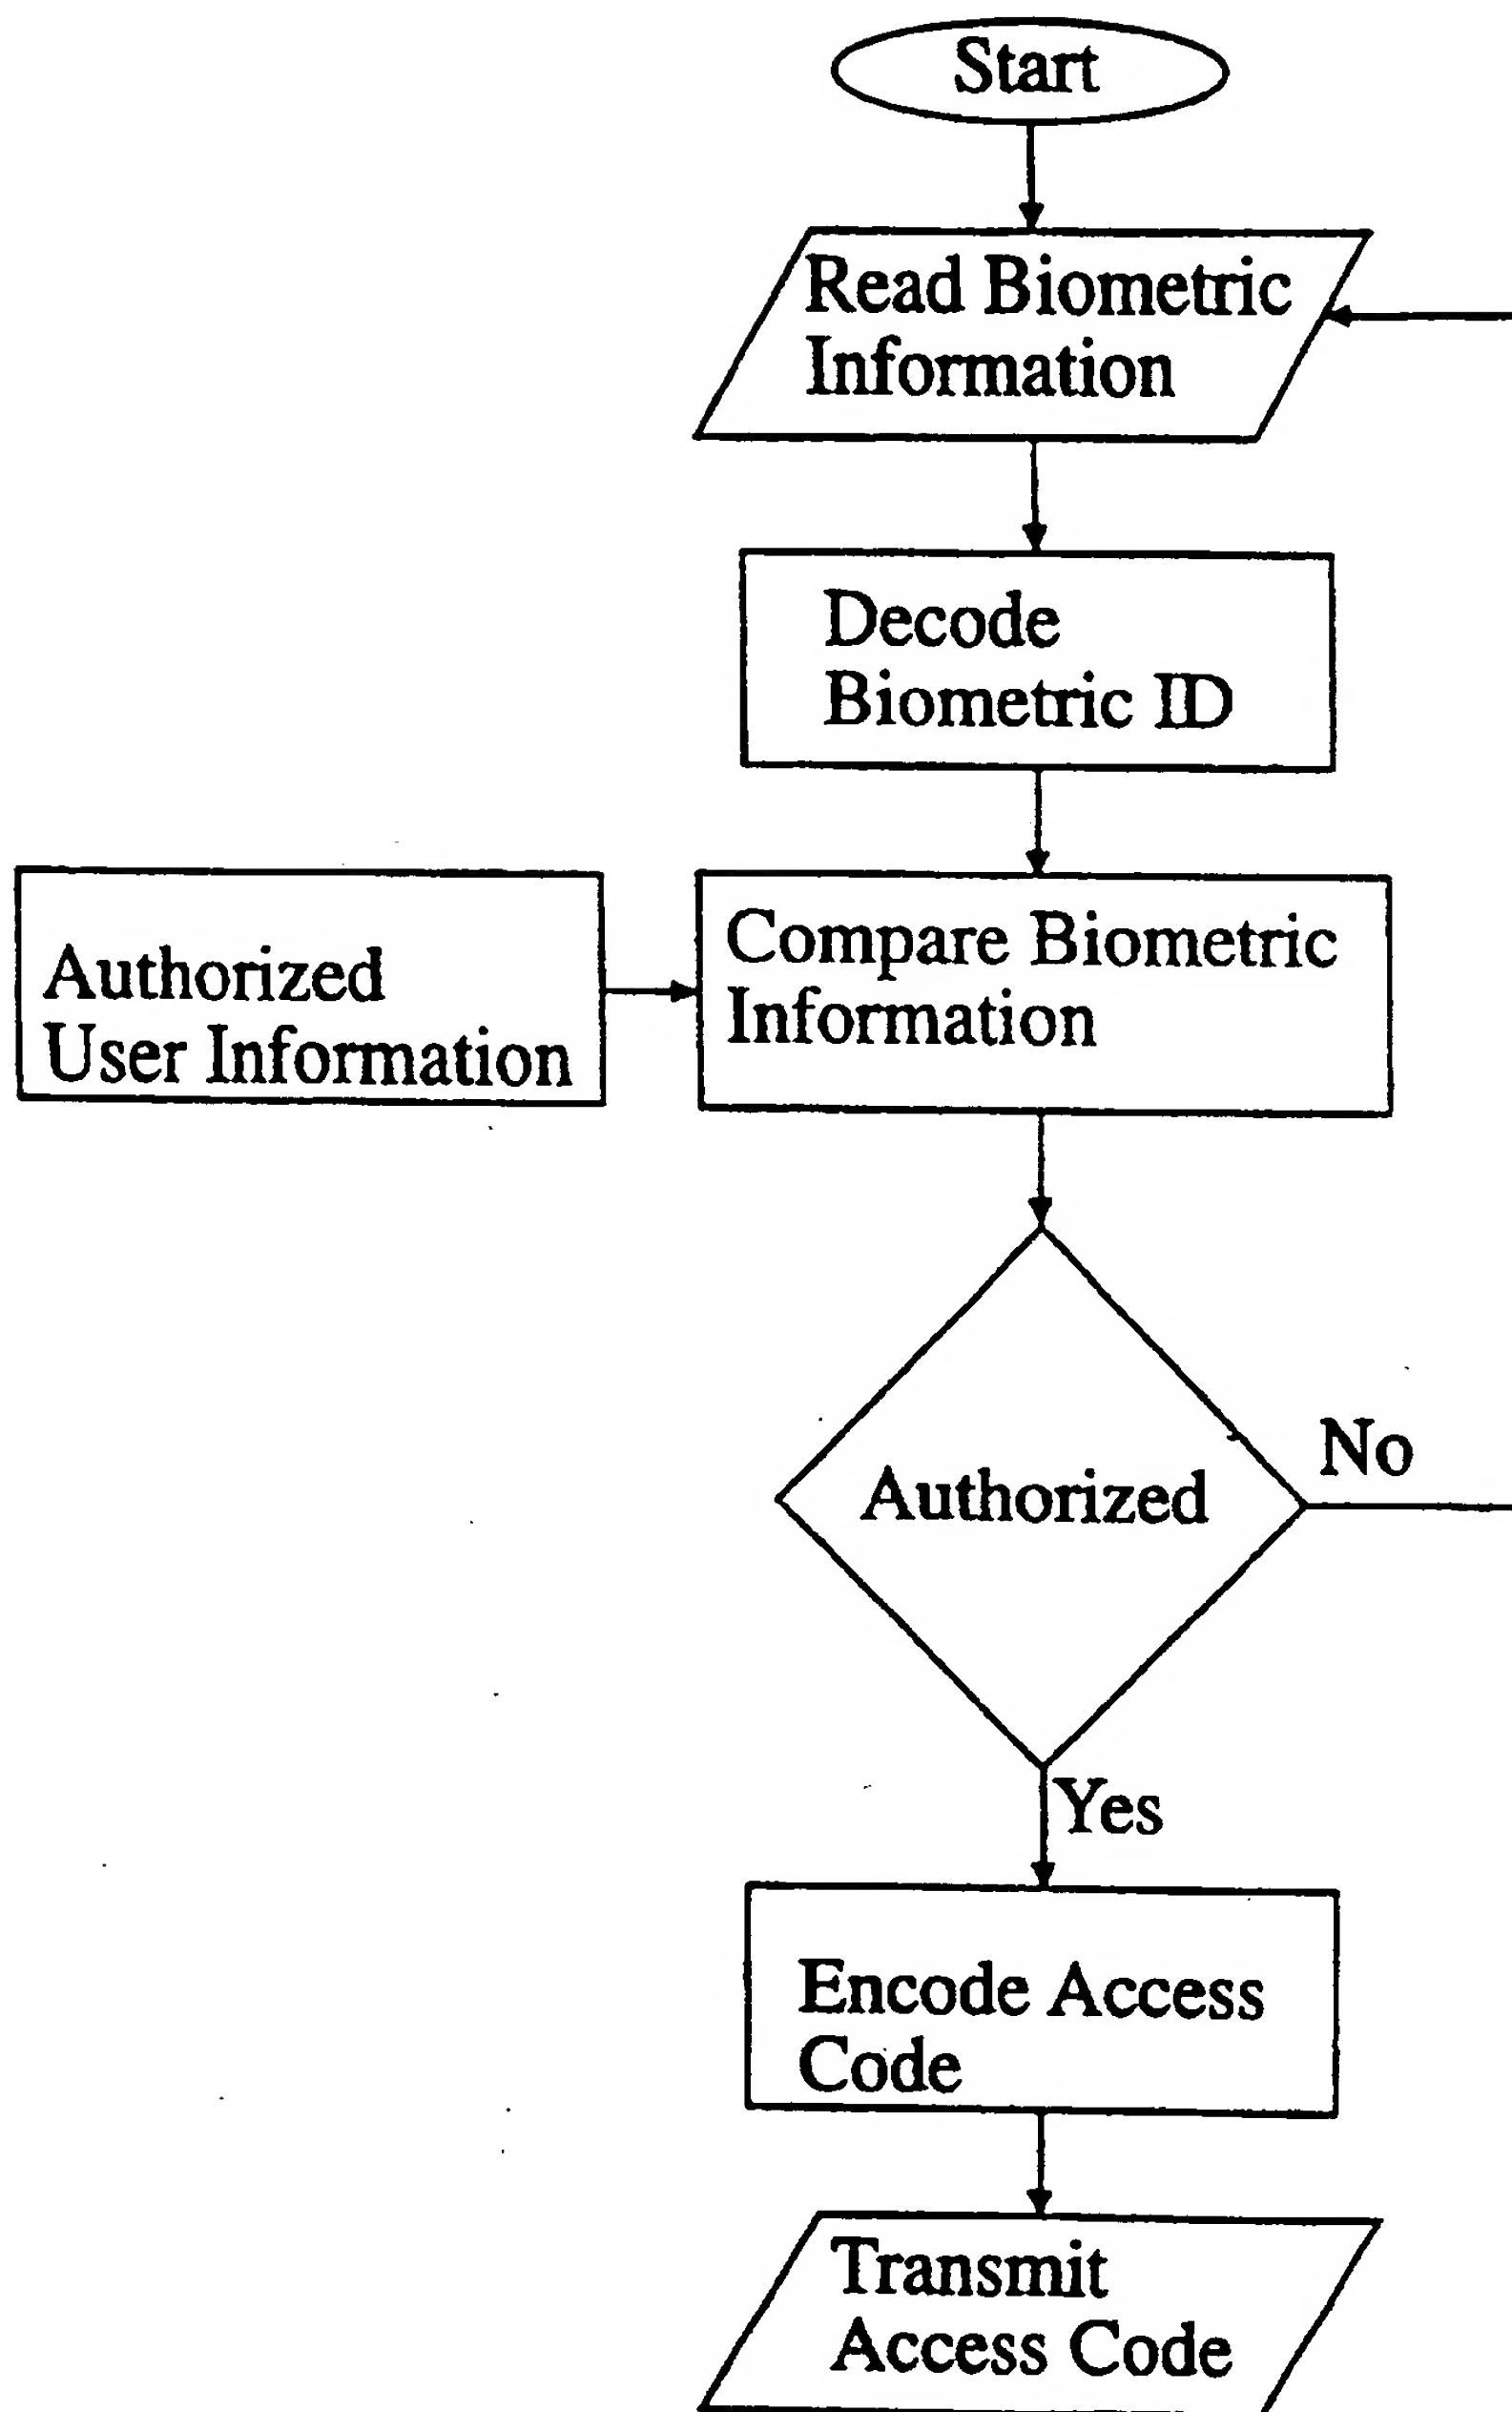 Start
Read Biometric
Information
Decode
Biometric ID
Authorized
User Information
Compare Biometric
Information
Authorized
No
Yes
Encode Access
Code
Transmit
Access Code